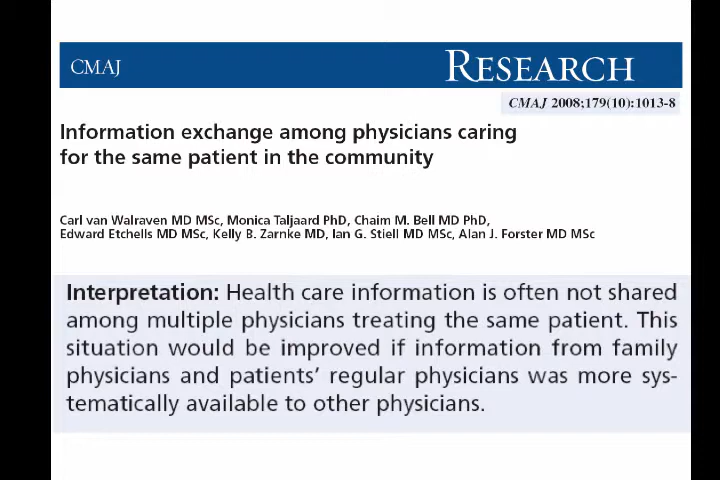 CMAJ
RESEARCH
CMAJ 2008;179(10):1013-8
Information exchange among physicians caring
for the same patient in the community
Carl van Walraven MD MSc, Monica Taljaard PhD, Chaim M. Bell MD PhD,
Edward Etchells MD MSc, Kelly B. Zarnke MD, Ian G. Stiell MD MSc, Alan J. Forster MD MSc
Interpretation: Health care information is often not shared
among multiple physicians treating the same patient. This
situation would be improved if information from family
physicians and patients’ regular physicians was more sys-
tematically available to other physicians.